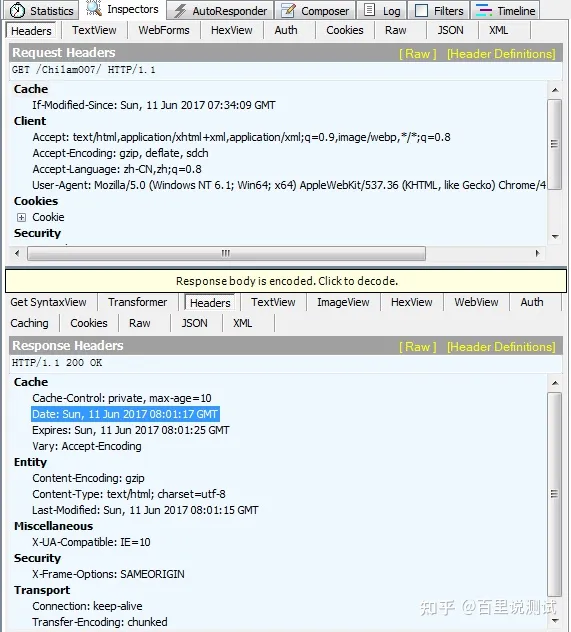 Statistics Inspectors AutoResponder Composer Log Filters Timeline
Headers TextView WebForms HexView Auth Cookies Raw JSON XML
Request Headers [ Raw ] [Header Definitions]
GET /Chilam007/ HTTP/1.1
Cache
If-Modified-Since: Sun, 11 Jun 2017 07:34:09 GMT
Client
Accept: text/html,application/xhtml+xml,application/xml;q=0.9,image/webp,*/*;q=0.8
Accept-Encoding: gzip, deflate, sdch
Accept-Language: zh-CN,zh;q=0.8
User-Agent: Mozilla/5.0 (Windows NT 6.1; Win64; x64) AppleWebKit/537.36 (KHTML, like Gecko) Chrome/4
Cookies
Cookie
Security
Response body is encoded. Click to decode.
Get SyntaxView Transformer Headers TextView ImageView HexView WebView Auth
Caching Cookies Raw JSON XML
Response Headers [ Raw ] [Header Definitions]
HTTP/1.1 200 OK
Cache
Cache-Control: private, max-age=10
Date: Sun, 11 Jun 2017 08:01:17 GMT
Expires: Sun, 11 Jun 2017 08:01:25 GMT
Vary: Accept-Encoding
Entity
Content-Encoding: gzip
Content-Type: text/html; charset=utf-8
Last-Modified: Sun, 11 Jun 2017 08:01:15 GMT
Miscellaneous
X-UA-Compatible: IE=10
Security
X-Frame-Options: SAMEORIGIN
Transport
Connection: keep-alive
Transfer-Encoding: chunked
知乎 @百里说测试